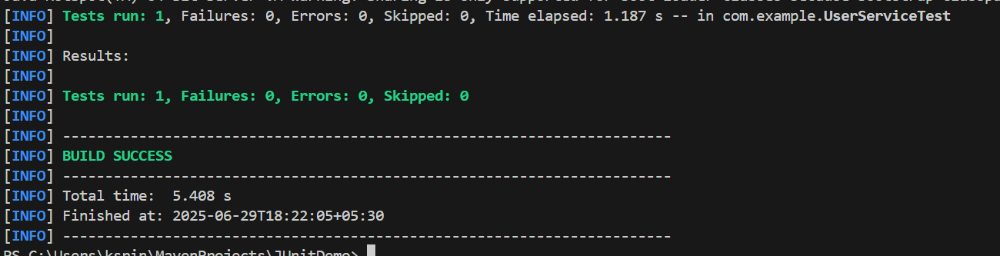 [INFO] Tests run: 1, Failures: 0, Errors: 0, Skipped: 0, Time elapsed: 1.187 s -- in com.example.UserServiceTest
[INFO]
[INFO] Results:
[INFO]
[INFO] Tests run: 1, Failures: 0, Errors: 0, Skipped: 0
[INFO]
[INFO] ------------------------------------------------------------------------
[INFO] BUILD SUCCESS
[INFO] ------------------------------------------------------------------------
[INFO] Total time:  5.408 s
[INFO] Finished at: 2025-06-29T18:22:05+05:30
[INFO] ------------------------------------------------------------------------
PS C:\Users\ksnin\MavenProjects\JUnitDemo>